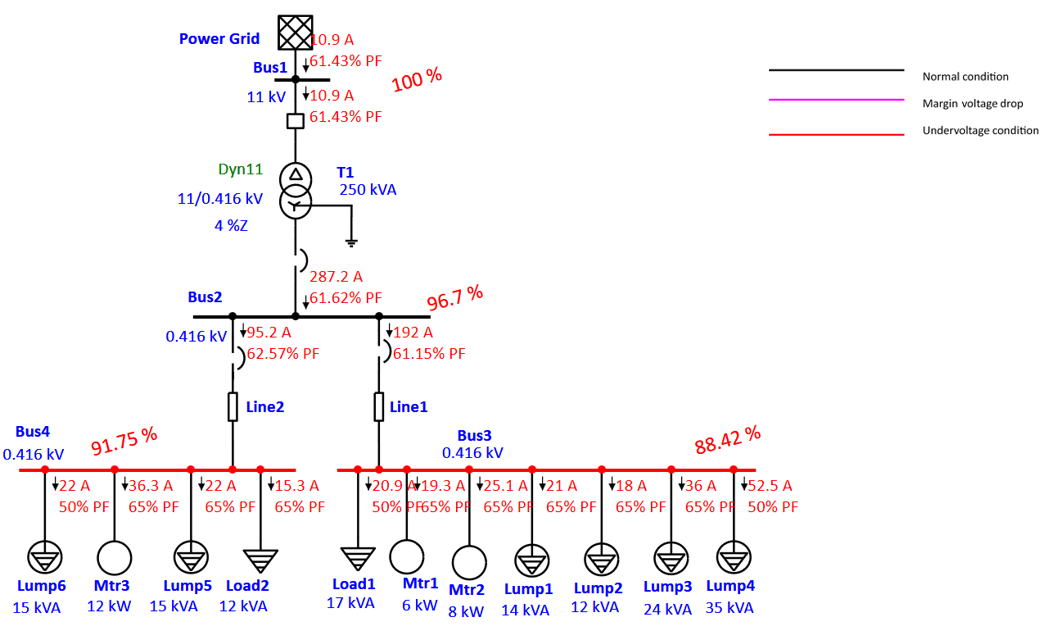 Power Grid
10.9 A
61.43% PF
Bus1
100 %
11 kV
10.9 A
61.43% PF
Normal condition
Margin voltage drop
Undervoltage condition
Dyn11
T1
250 kVA
11/0.416 kV
4 %Z
287.2 A
61.62% PF
Bus2
96.7 %
0.416 kV
95.2 A
62.57% PF
192 A
61.15% PF
Line2
Line1
Bus4
91.75 %
0.416 kV
Bus3
0.416 kV
88.42 %
22 A
50% PF
36.3 A
65% PF
22 A
65% PF
15.3 A
65% PF
20.9 A
50% PF
19.3 A
65% PF
25.1 A
65% PF
21 A
65% PF
18 A
65% PF
36 A
65% PF
52.5 A
50% PF
Lump6
15 kVA
Mtr3
12 kW
Lump5
15 kVA
Load2
12 kVA
Load1
17 kVA
Mtr1
6 kW
Mtr2
8 kW
Lump1
14 kVA
Lump2
12 kVA
Lump3
24 kVA
Lump4
35 kVA